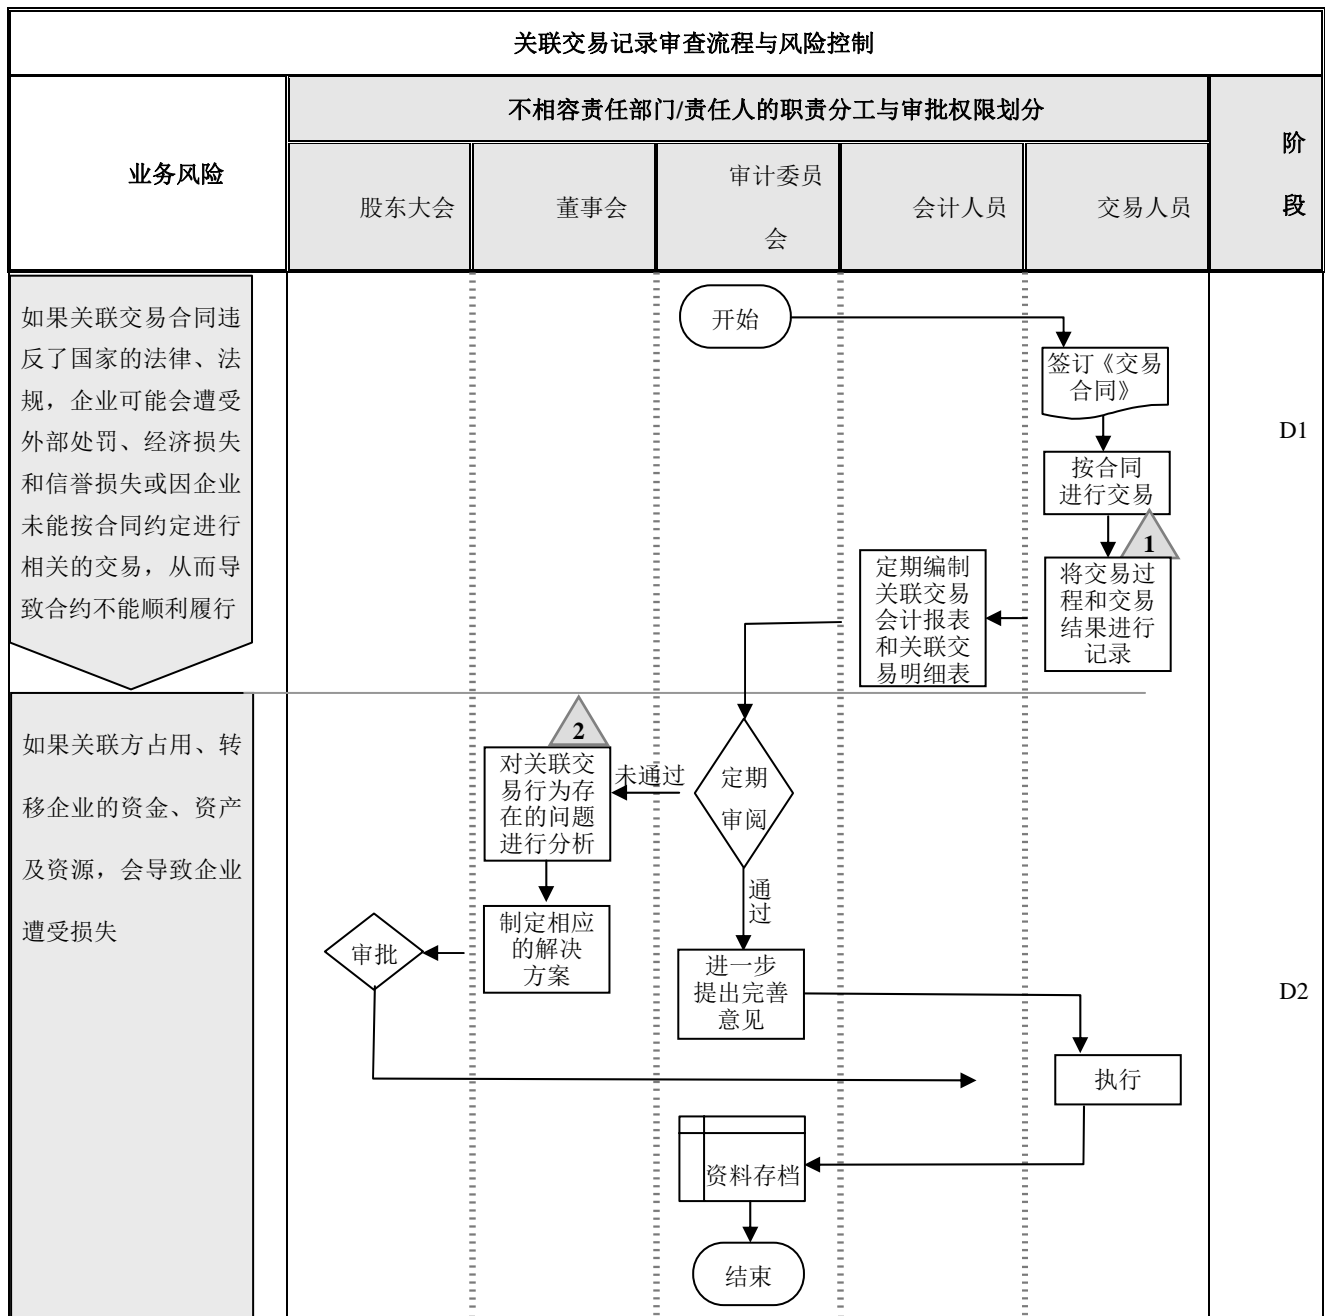 关联交易记录审查流程与风险控制
业务风险
不相容责任部门/责任人的职责分工与审批权限划分
阶
段
股东大会
董事会
审计委员
会
会计人员
交易人员
如果关联交易合同违
反了国家的法律、法
规，企业可能会遭受
外部处罚、经济损失
和信誉损失或因企业
未能按合同约定进行
相关的交易，从而导
致合约不能顺利履行
开始
签订《交易
合同》
按合同
进行交易
1
将交易过
程和交易
结果进行
记录
定期编制
关联交易
会计报表
和关联交
易明细表
D1
如果关联方占用、转
移企业的资金、资产
及资源，会导致企业
遭受损失
定期
审阅
未通过
2
对关联交
易行为存
在的问题
进行分析
通
过
制定相应
的解决
方案
审批
进一步
提出完善
意见
D2
执行
资料存档
结束